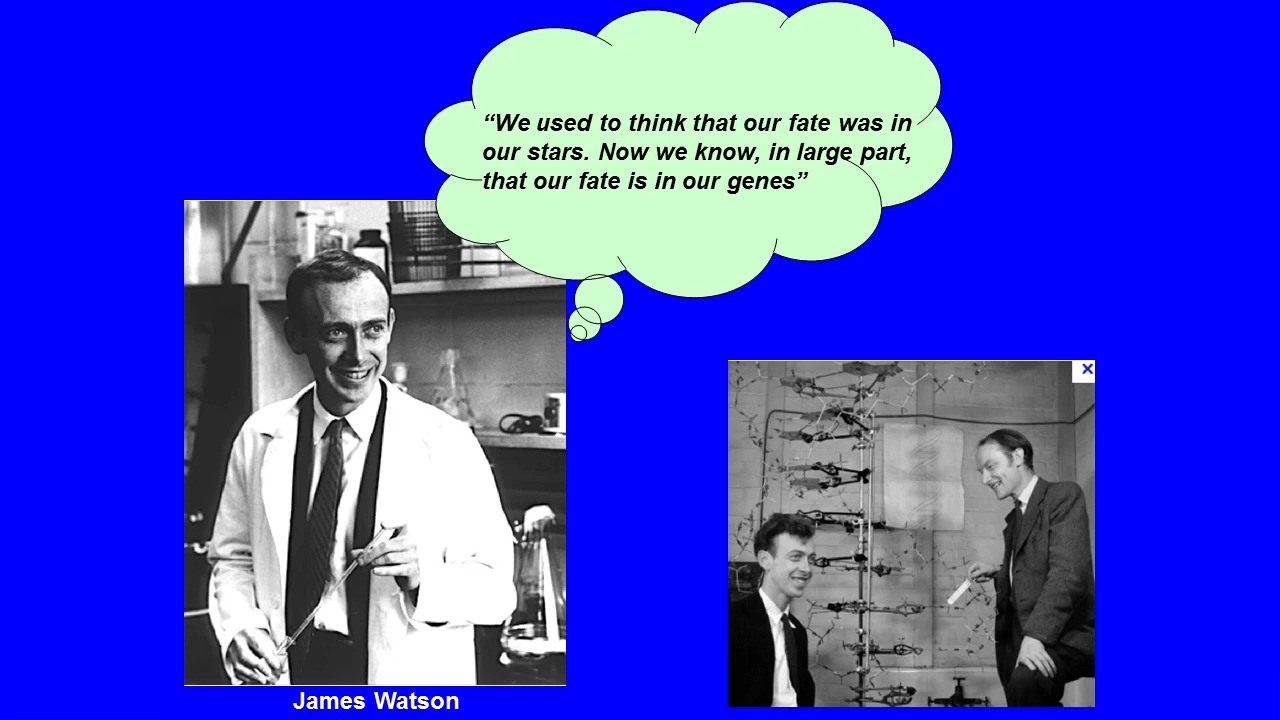 “We used to think that our fate was in
our stars. Now we know, in large part,
that our fate is in our genes”
James Watson